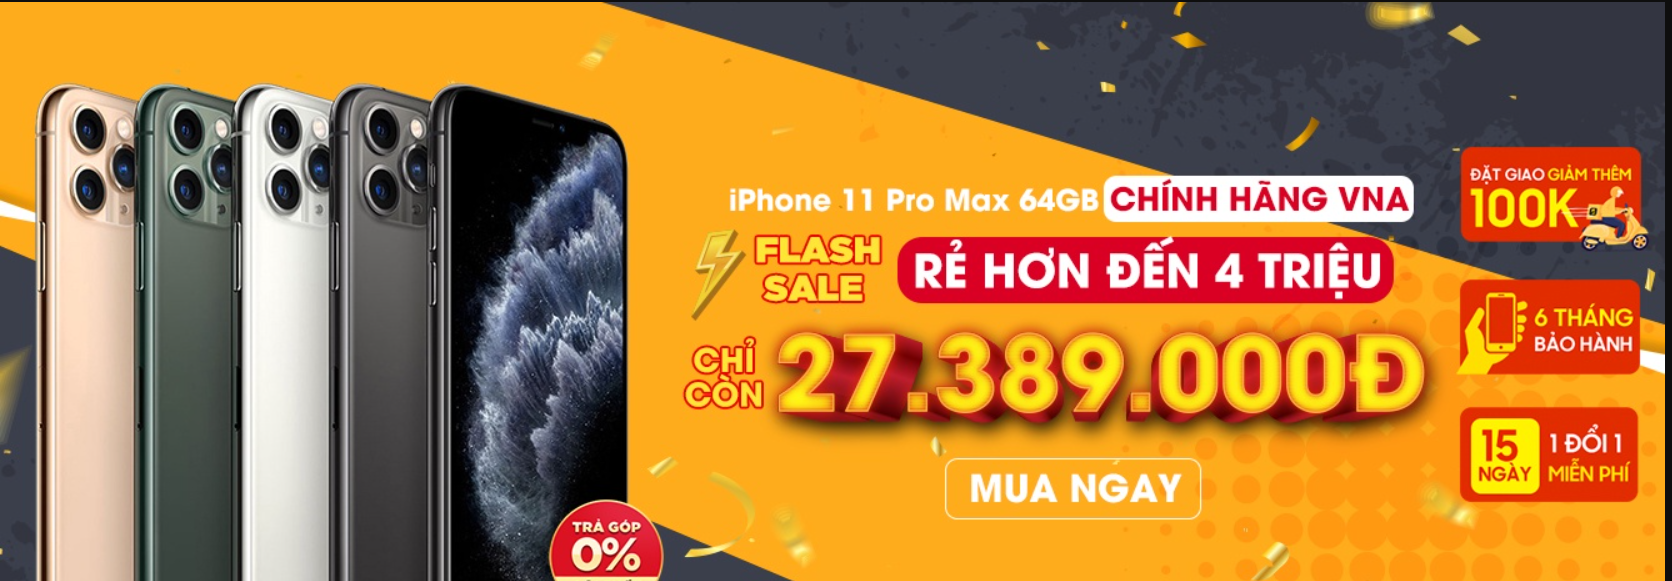 iPhone 11 Pro Max 64GB CHÍNH HÃNG VNA
FLASH
SALE
RẺ HƠN ĐẾN 4 TRIỆU
CHỈ
CÒN
27.389.000Đ
MUA NGAY
TRẢ GÓP
0%
ĐẶT GIAO GIẢM THÊM
100K
6 THÁNG
BẢO HÀNH
15
NGÀY
1 ĐỔI 1
MIỄN PHÍ